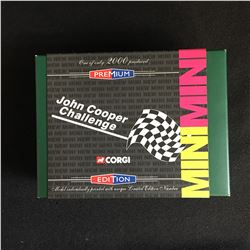 One of only 2000 produced
PREMIUM
John Cooper
Challenge
CORGI
EDITION
Model individually printed with unique Limited Edition Number
MINI MINI